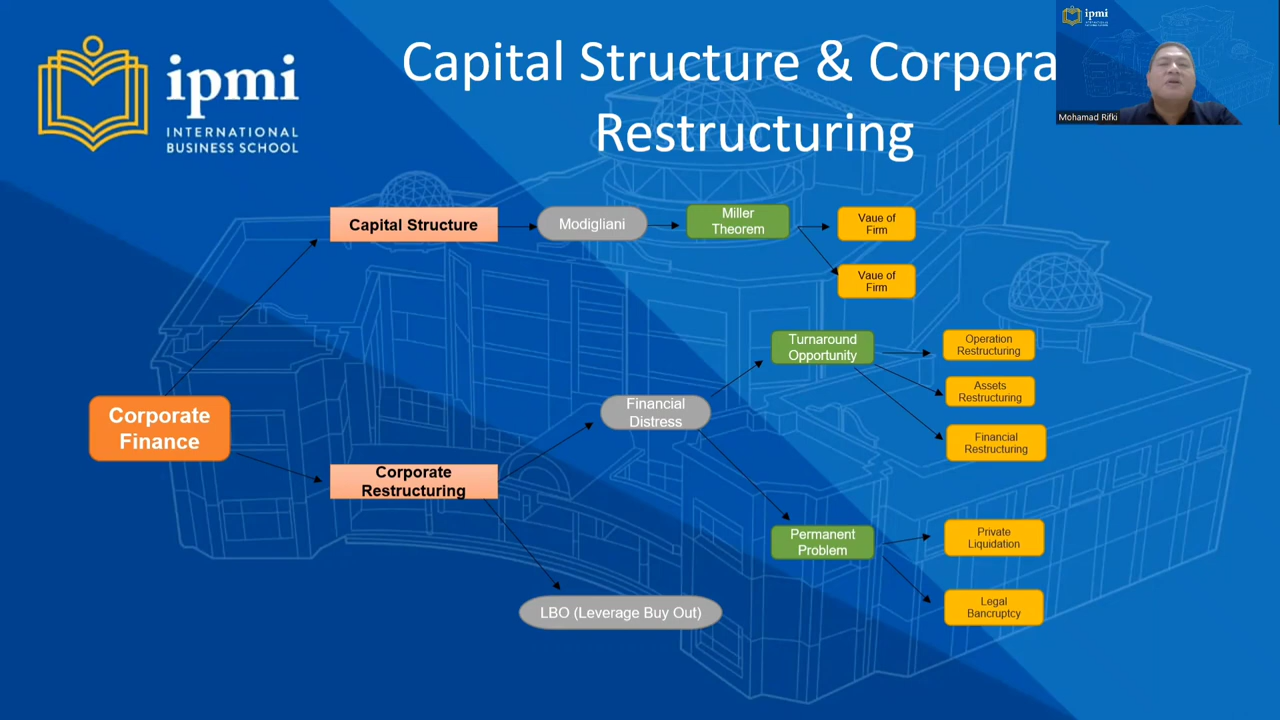 ipmi
INTERNATIONAL
BUSINESS SCHOOL
Capital Structure & Corpora
Restructuring
ipmi
Mohamad Rifki
Capital Structure
Modigliani
Miller
Theorem
Vaue of
Firm
Vaue of
Firm
Corporate
Finance
Corporate
Restructuring
Financial
Distress
LBO (Leverage Buy Out)
Turnaround
Opportunity
Operation
Restructuring
Assets
Restructuring
Financial
Restructuring
Permanent
Problem
Private
Liquidation
Legal
Bancruptcy